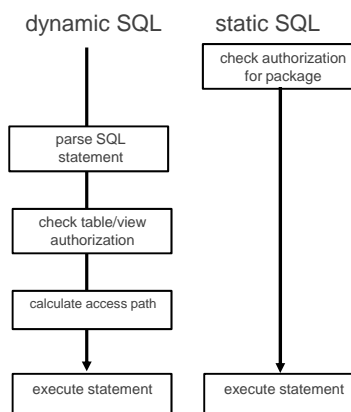 dynamic SQL
parse SQL
statement
check table/view
authorization
calculate access path
execute statement
static SQL
check authorization
for package
execute statement